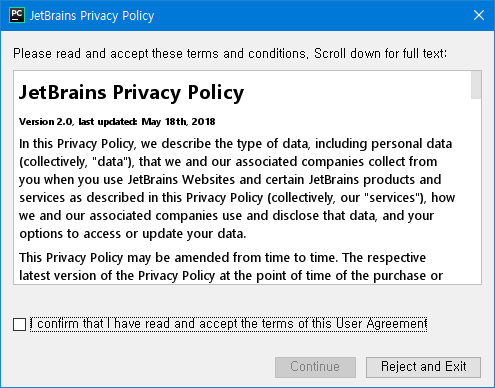 PC JetBrains Privacy Policy
Please read and accept these terms and conditions. Scroll down for full text:
JetBrains Privacy Policy
Version 2.0, last updated: May 18th, 2018
In this Privacy Policy, we describe the type of data, including personal data
(collectively, "data"), that we and our associated companies collect from
you when you use JetBrains Websites and certain JetBrains products and
services as described in this Privacy Policy (collectively, our "services"), how
we and our associated companies use and disclose that data, and your
options to access or update your data.
This Privacy Policy may be amended from time to time. The respective
latest version of the Privacy Policy at the point of time of the purchase or
I confirm that I have read and accept the terms of this User Agreement
Continue
Reject and Exit